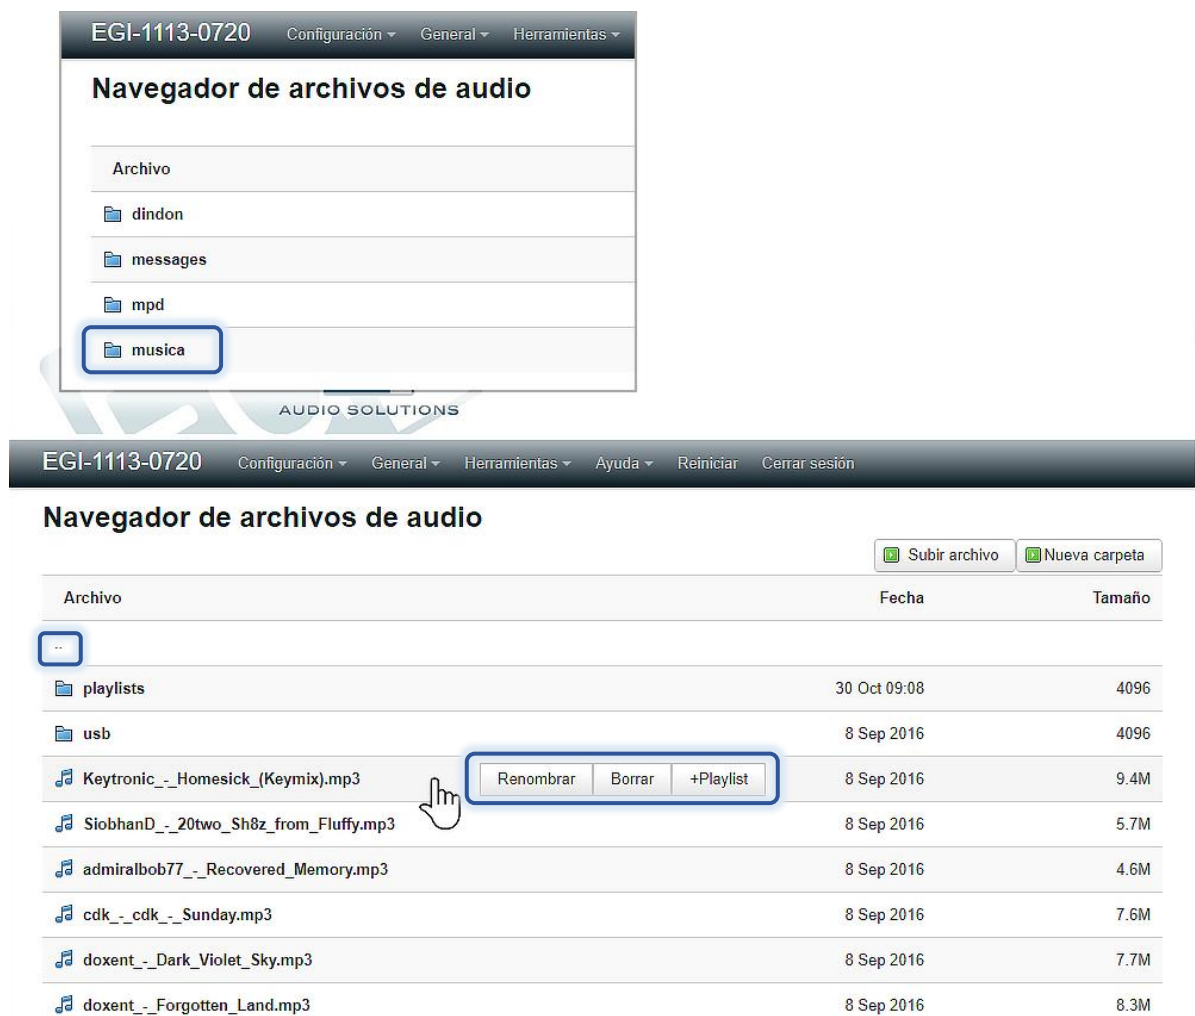 EGI-1113-0720 Configuración General Herramientas
Navegador de archivos de audio
Archivo
dindon
messages
mpd
musica
AUDIO SOLUTIONS
EGI-1113-0720 Configuración General Herramientas Ayuda Reiniciar Cerrar sesión
Navegador de archivos de audio
Subir archivo Nueva carpeta
Archivo Fecha Tamaño
..
playlists 30 Oct 09:08 4096
usb 8 Sep 2016 4096
Keytronic_-_Homesick_(Keymix).mp3 Renombrar Borrar +Playlist 8 Sep 2016 9.4M
SiobhanD_-_20two_Sh8z_from_Fluffy.mp3 8 Sep 2016 5.7M
admiralbob77_-_Recovered_Memory.mp3 8 Sep 2016 4.6M
cdk_-_cdk_-_Sunday.mp3 8 Sep 2016 7.6M
doxent_-_Dark_Violet_Sky.mp3 8 Sep 2016 7.7M
doxent_-_Forgotten_Land.mp3 8 Sep 2016 8.3M